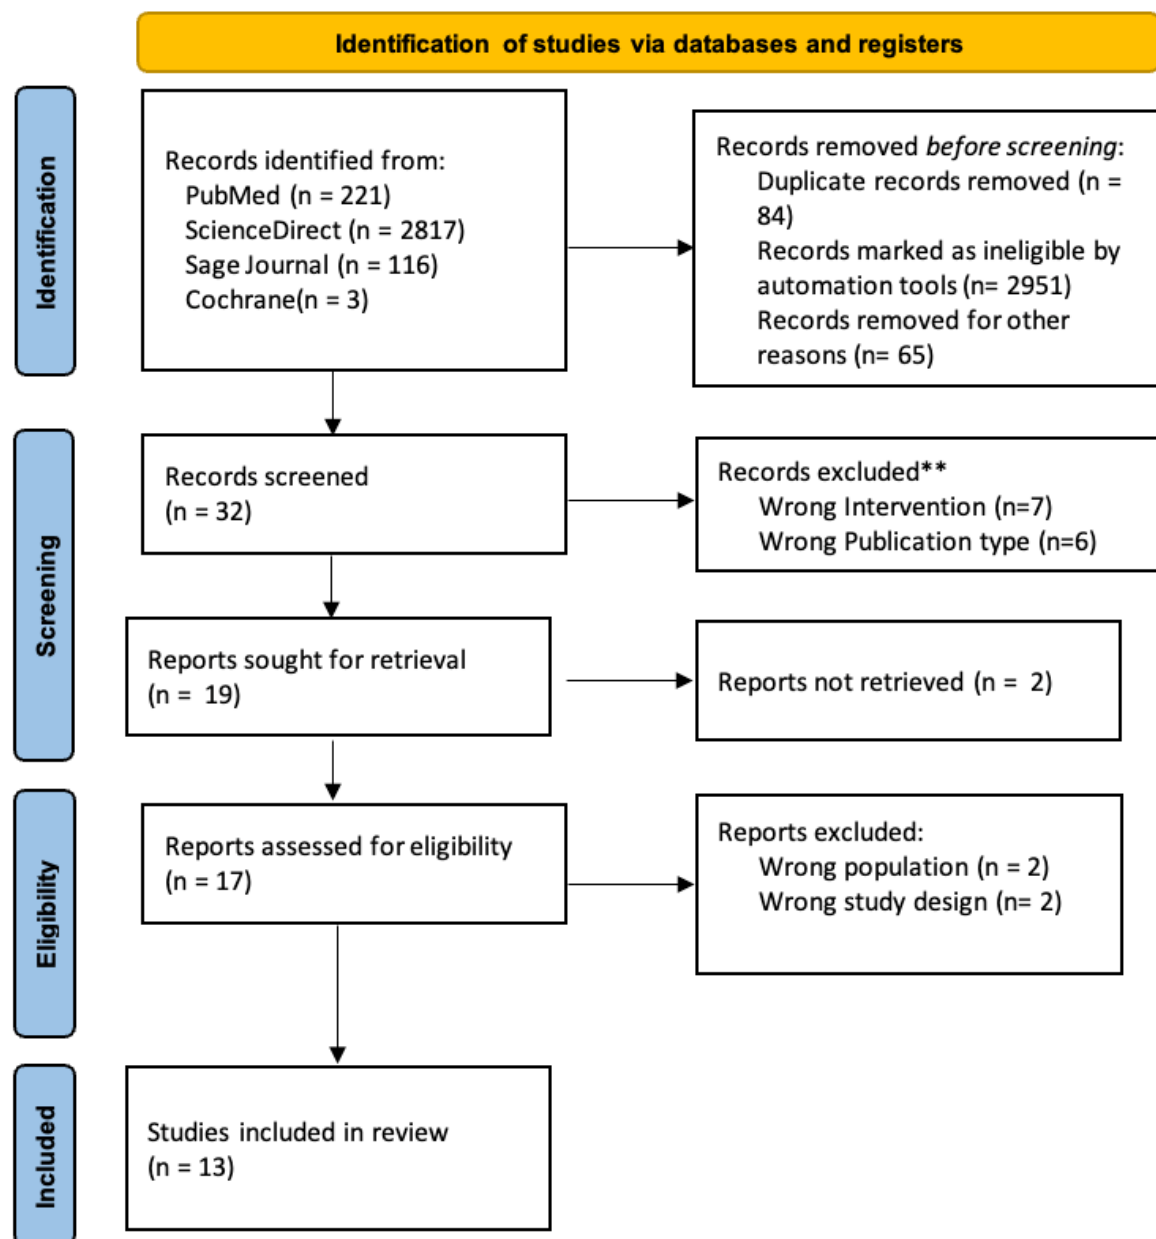 Identification of studies via databases and registers
Identification
Records identified from:
PubMed (n = 221)
ScienceDirect (n = 2817)
Sage Journal (n = 116)
Cochrane(n = 3)
Records removed before screening:
Duplicate records removed (n =
84)
Records marked as ineligible by
automation tools (n= 2951)
Records removed for other
reasons (n= 65)
Screening
Records screened
(n = 32)
Records excluded**
Wrong Intervention (n=7)
Wrong Publication type (n=6)
Reports sought for retrieval
(n = 19)
Reports not retrieved (n = 2)
Eligibility
Reports assessed for eligibility
(n = 17)
Reports excluded:
Wrong population (n = 2)
Wrong study design (n= 2)
Included
Studies included in review
(n = 13)